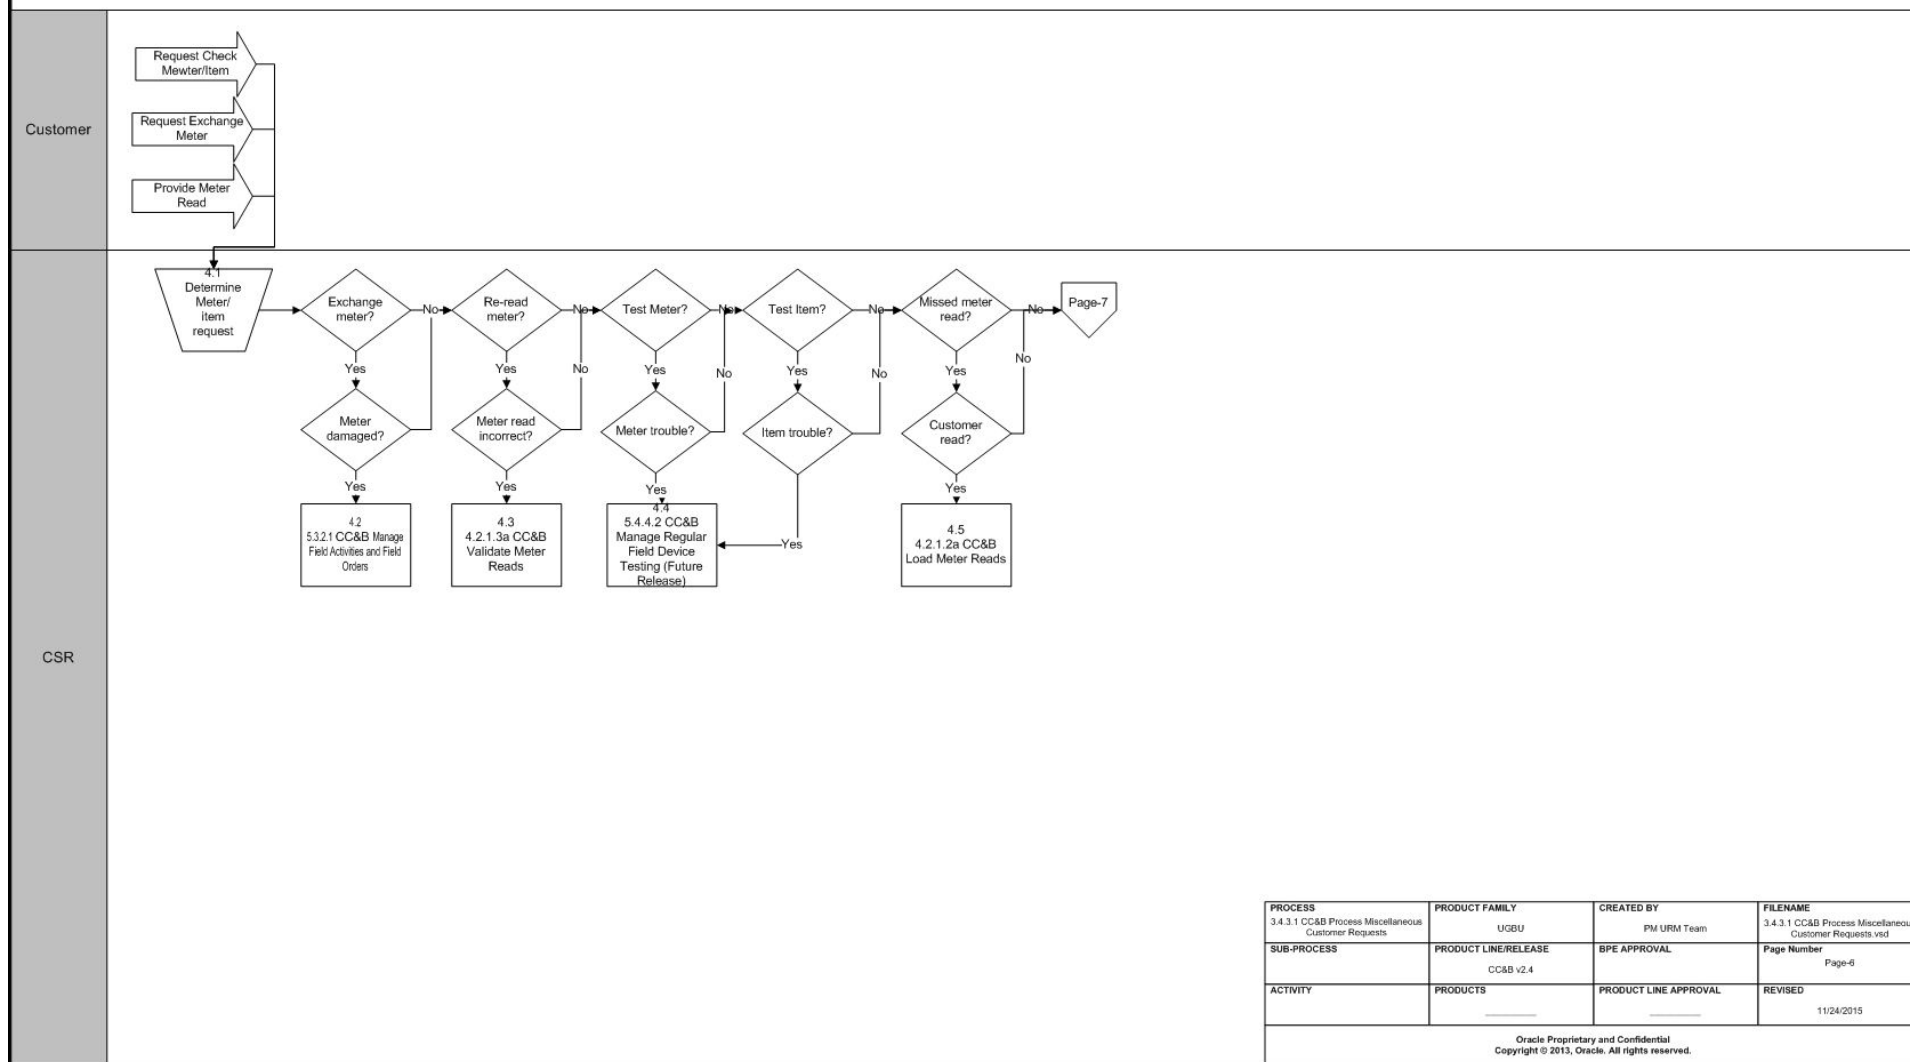 Customer
Request Check
Mewter/Item
Request Exchange
Meter
Provide Meter
Read
CSR
4.1
Determine
Meter/
item
request
Exchange
meter?
No
Re-read
meter?
No
Test Meter?
No
Test Item?
No
Missed meter
read?
No
Page-7
Yes
Yes
No
Yes
No
Yes
No
Yes
No
Meter
damaged?
Meter read
incorrect?
Meter trouble?
Item trouble?
Customer
read?
Yes
Yes
Yes
Yes
Yes
4.2
5.3.2.1 CC&B Manage
Field Activities and Field
Orders
4.3
4.2.1.3a CC&B
Validate Meter
Reads
4.4
5.4.4.2 CC&B
Manage Regular
Field Device
Testing (Future
Release)
4.5
4.2.1.2a CC&B
Load Meter Reads
PROCESS
3.4.3.1 CC&B Process Miscellaneous
Customer Requests
PRODUCT FAMILY
UGBU
CREATED BY
PM URM Team
FILENAME
3.4.3.1 CC&B Process Miscellaneou
Customer Requests.vsd
SUB-PROCESS
PRODUCT LINE/RELEASE
CC&B v2.4
BPE APPROVAL
Page Number
Page-6
ACTIVITY
PRODUCTS
PRODUCT LINE APPROVAL
REVISED
11/24/2015
Oracle Proprietary and Confidential
Copyright © 2013, Oracle. All rights reserved.